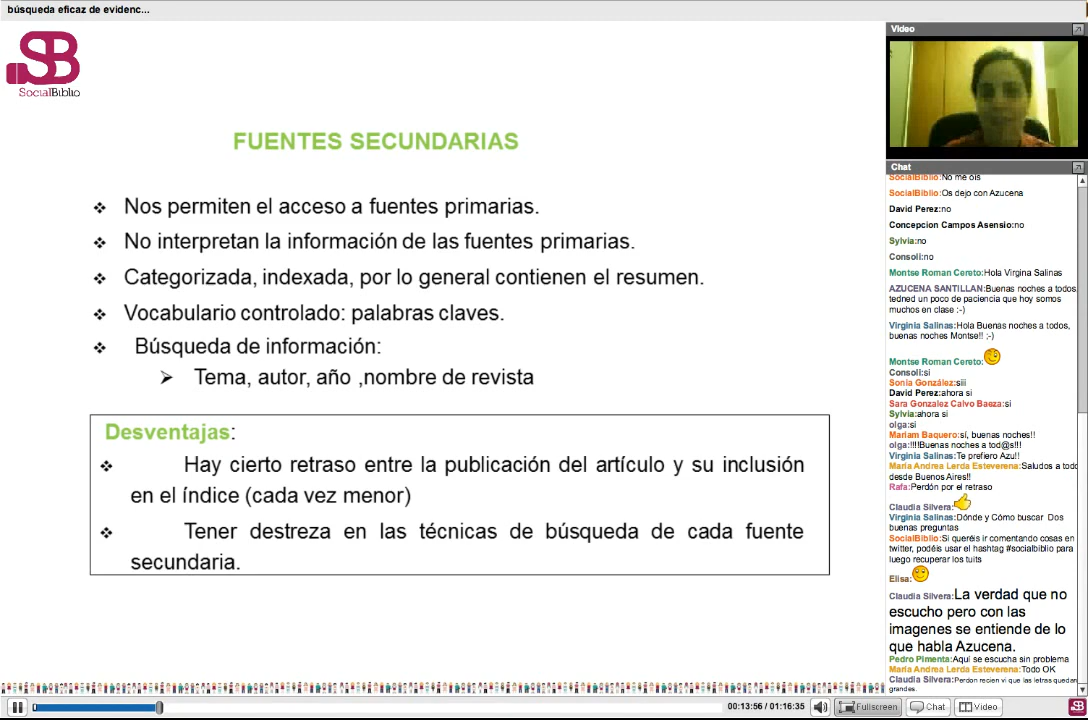 búsqueda eficaz de evidenc...
SB
SocialBiblio
FUENTES SECUNDARIAS
❖ Nos permiten el acceso a fuentes primarias.
❖ No interpretan la información de las fuentes primarias.
❖ Categorizada, indexada, por lo general contienen el resumen.
❖ Vocabulario controlado: palabras claves.
❖ Búsqueda de información:
➢ Tema, autor, año ,nombre de revista
Desventajas:
❖ Hay cierto retraso entre la publicación del artículo y su inclusión
en el índice (cada vez menor)
❖ Tener destreza en las técnicas de búsqueda de cada fuente
secundaria.
Video
Chat
SocialBiblio:No me oís
SocialBiblio:Os dejo con Azucena
David Perez:no
Concepcion Campos Asensio:no
Sylvia:no
Consoli:no
Montse Roman Cereto:Hola Virgina Salinas
AZUCENA SANTILLAN:Buenas noches a todos
tedned un poco de paciencia que hoy somos
muchos en clase :-)
Virginia Salinas:Hola Buenas noches a todos,
buenas noches Montse!! ;-)
Montse Roman Cereto:
Consoli:si
Sonia González:siii
David Perez:ahora si
Sara Gonzalez Calvo Baeza:si
Sylvia:ahora si
olga:si
Mariam Baquero:sí, buenas noches!!
olga:!!!!Buenas noches a tod@s!!!
Virginia Salinas:Te prefiero Azu!!
Maria Andrea Lerda Esteverena:Saludos a todo
desde Buenos Aires!!
Rafa:Perdón por el retraso
Claudia Silvera:
Virginia Salinas:Dónde y Cómo buscar Dos
buenas preguntas
SocialBiblio:Si queréis ir comentando cosas en
twitter, podéis usar el hashtag #socialbiblio para
luego recuperar los tuits
Elisa:
Claudia Silvera:La verdad que no
escucho pero con las
imagenes se entiende de lo
que habla Azucena.
Pedro Pimenta:Aquí se escucha sin problema
Maria Andrea Lerda Esteverena:Todo OK
Claudia Silvera:Perdon recien vi que las letras quedan
grandes.
00:13:56 / 01:16:35
Fullscreen
Chat
Video
SB